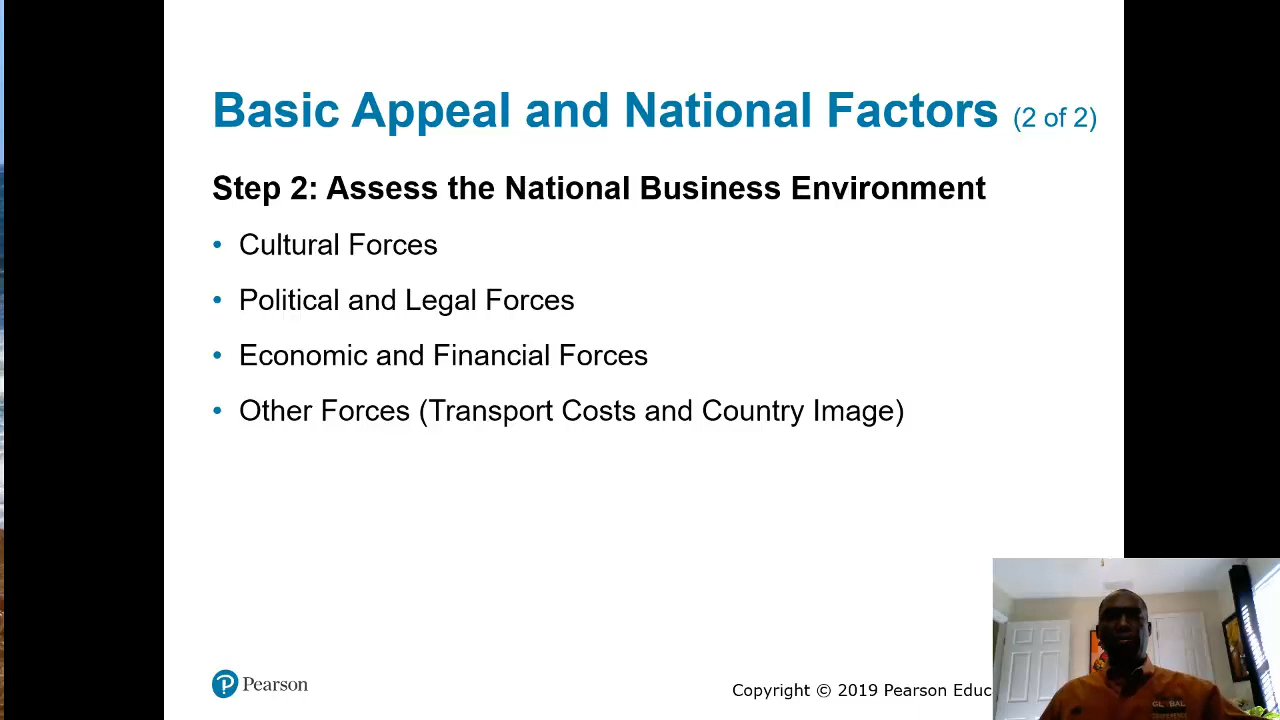 Basic Appeal and National Factors (2 of 2)
Step 2: Assess the National Business Environment
• Cultural Forces
• Political and Legal Forces
• Economic and Financial Forces
• Other Forces (Transport Costs and Country Image)
Pearson
Copyright © 2019 Pearson Educ
GLOBAL